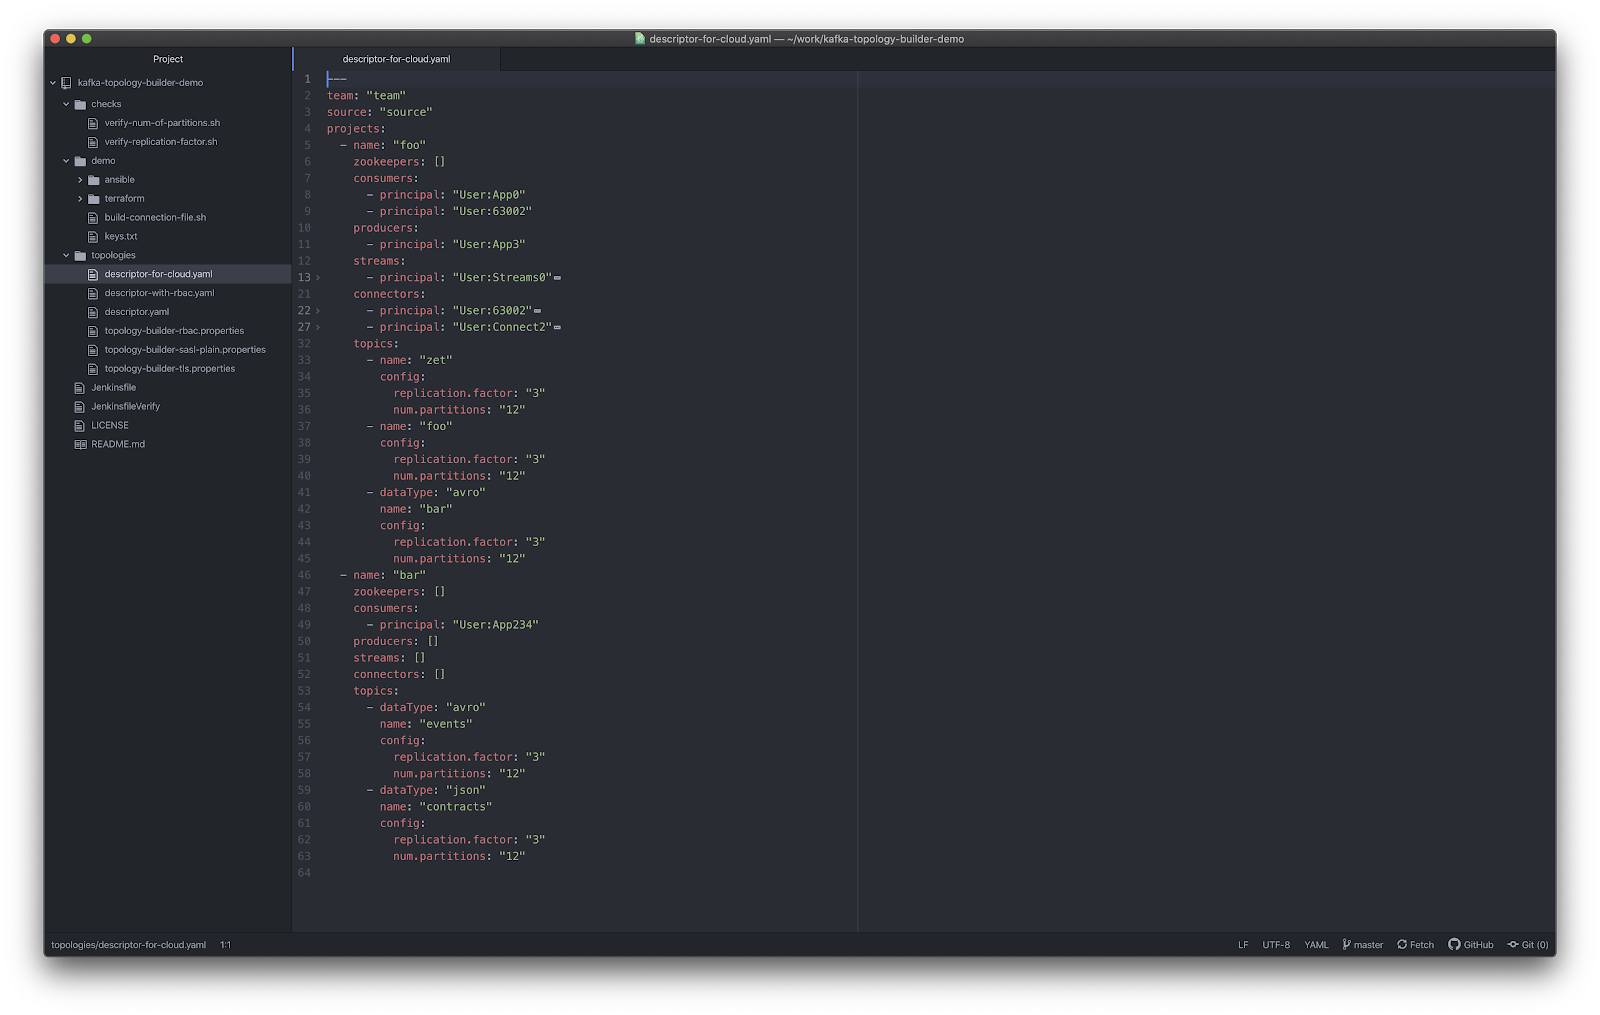 descriptor-for-cloud.yaml — ~/work/kafka-topology-builder-demo
Project
kafka-topology-builder-demo
checks
verify-num-of-partitions.sh
verify-replication-factor.sh
demo
ansible
terraform
build-connection-file.sh
keys.txt
topologies
descriptor-for-cloud.yaml
descriptor-with-rbac.yaml
descriptor.yaml
topology-builder-rbac.properties
topology-builder-sasl-plain.properties
topology-builder-tls.properties
Jenkinsfile
JenkinsfileVerify
LICENSE
README.md
descriptor-for-cloud.yaml
1 ---
2 team: "team"
3 source: "source"
4 projects:
5 - name: "foo"
6 zookeepers: []
7 consumers:
8 - principal: "User:App0"
9 - principal: "User:63002"
10 producers:
11 - principal: "User:App3"
12 streams:
13 - principal: "User:Streams0"
21 connectors:
22 - principal: "User:63002"
27 - principal: "User:Connect2"
32 topics:
33 - name: "zet"
34 config:
35 replication.factor: "3"
36 num.partitions: "12"
37 - name: "foo"
38 config:
39 replication.factor: "3"
40 num.partitions: "12"
41 - dataType: "avro"
42 name: "bar"
43 config:
44 replication.factor: "3"
45 num.partitions: "12"
46 - name: "bar"
47 zookeepers: []
48 consumers:
49 - principal: "User:App234"
50 producers: []
51 streams: []
52 connectors: []
53 topics:
54 - dataType: "avro"
55 name: "events"
56 config:
57 replication.factor: "3"
58 num.partitions: "12"
59 - dataType: "json"
60 name: "contracts"
61 config:
62 replication.factor: "3"
63 num.partitions: "12"
64
topologies/descriptor-for-cloud.yaml 1:1
LF UTF-8 YAML master Fetch GitHub Git (0)